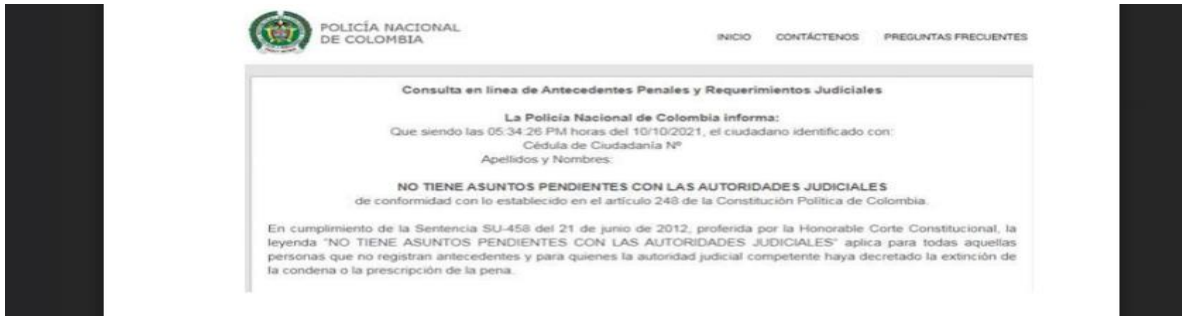 POLICÍA NACIONAL
DE COLOMBIA
INICIO CONTÁCTENOS PREGUNTAS FRECUENTES
Consulta en línea de Antecedentes Penales y Requerimientos Judiciales
La Policía Nacional de Colombia informa:
Que siendo las 05:34:26 PM horas del 10/10/2021, el ciudadano identificado con:
Cédula de Ciudadanía Nº
Apellidos y Nombres:
NO TIENE ASUNTOS PENDIENTES CON LAS AUTORIDADES JUDICIALES
de conformidad con lo establecido en el artículo 248 de la Constitución Política de Colombia.
En cumplimiento de la Sentencia SU-458 del 21 de junio de 2012, proferida por la Honorable Corte Constitucional, la
leyenda "NO TIENE ASUNTOS PENDIENTES CON LAS AUTORIDADES JUDICIALES" aplica para todas aquellas
personas que no registran antecedentes y para quienes la autoridad judicial competente haya decretado la extinción de
la condena o la prescripción de la pena.